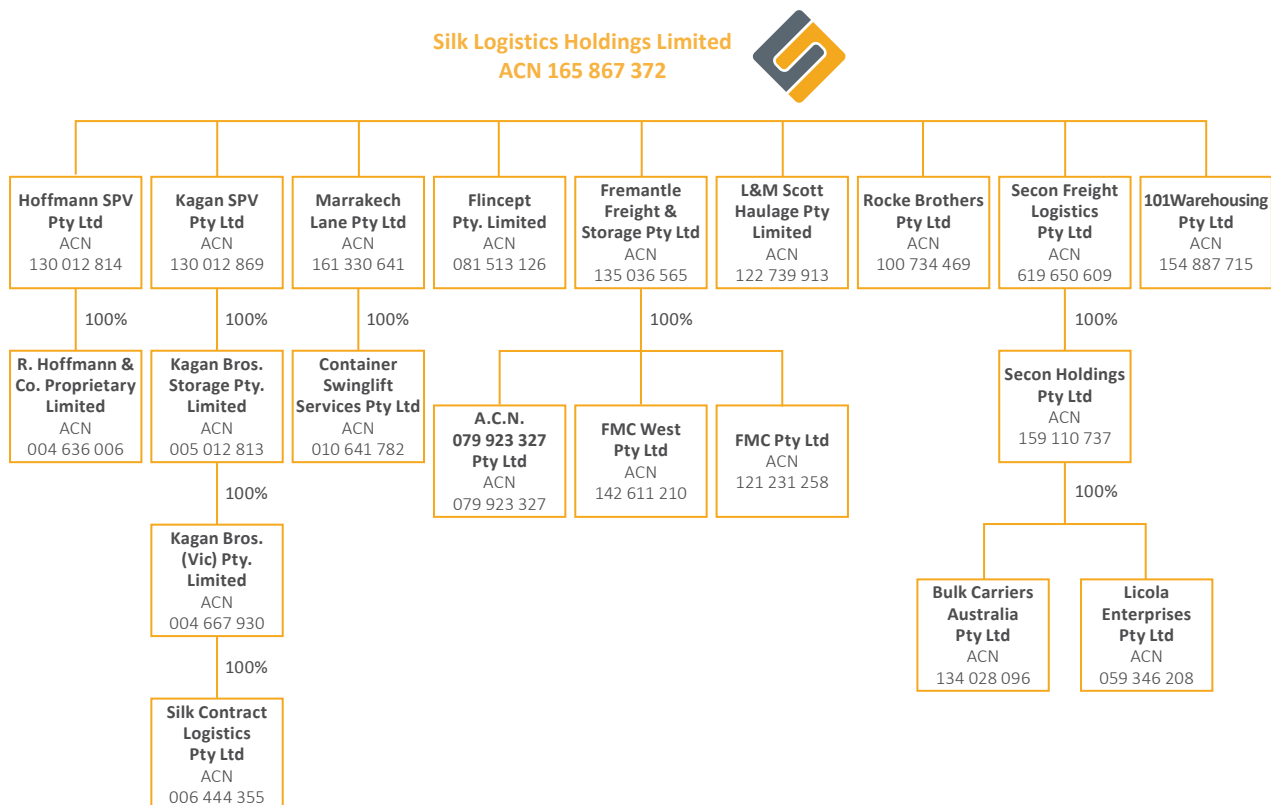 Silk Logistics Holdings Limited
ACN 165 867 372
Hoffmann SPV
Pty Ltd
ACN
130 012 814
Kagan SPV
Pty Ltd
ACN
130 012 869
Marrakech
Lane Pty Ltd
ACN
161 330 641
Flincept
Pty. Limited
ACN
081 513 126
Fremantle
Freight &
Storage Pty Ltd
ACN
135 036 565
L&M Scott
Haulage Pty
Limited
ACN
122 739 913
Rocke Brothers
Pty Ltd
ACN
100 734 469
Secon Freight
Logistics
Pty Ltd
ACN
619 650 609
101Warehousing
Pty Ltd
ACN
154 887 715
100%
100%
100%
100%
100%
R. Hoffmann &
Co. Proprietary
Limited
ACN
004 636 006
Kagan Bros.
Storage Pty.
Limited
ACN
005 012 813
Container
Swinglift
Services Pty Ltd
ACN
010 641 782
A.C.N.
079 923 327
Pty Ltd
ACN
079 923 327
FMC West
Pty Ltd
ACN
142 611 210
FMC Pty Ltd
ACN
121 231 258
Secon Holdings
Pty Ltd
ACN
159 110 737
100%
100%
Kagan Bros.
(Vic) Pty.
Limited
ACN
004 667 930
Bulk Carriers
Australia
Pty Ltd
ACN
134 028 096
Licola
Enterprises
Pty Ltd
ACN
059 346 208
100%
Silk Contract
Logistics
Pty Ltd
ACN
006 444 355